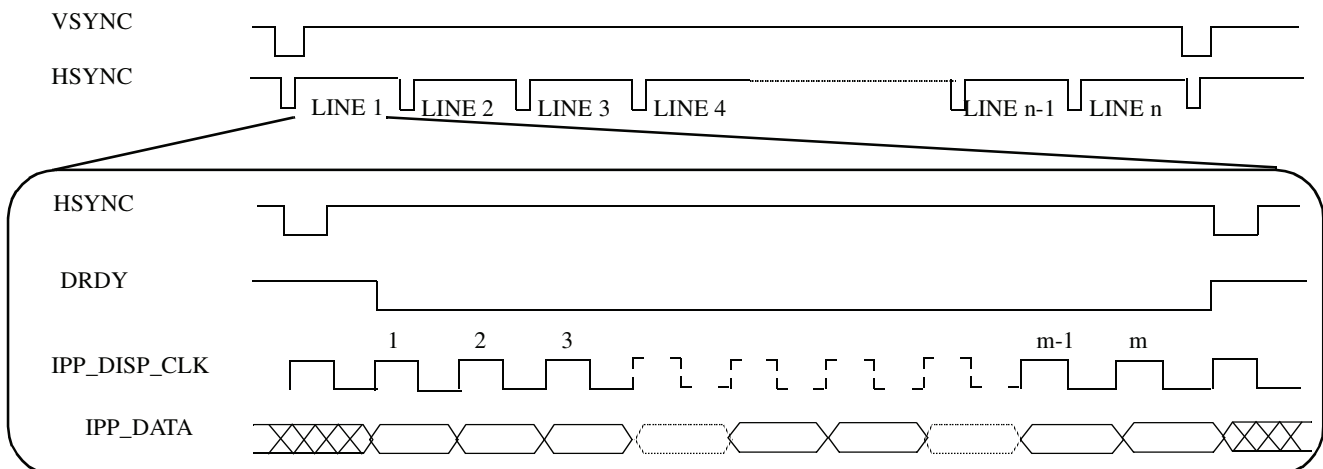 VSYNC
HSYNC
LINE 1 LINE 2 LINE 3 LINE 4 LINE n-1 LINE n
HSYNC
DRDY
1 2 3 m-1 m
IPP_DISP_CLK
IPP_DATA